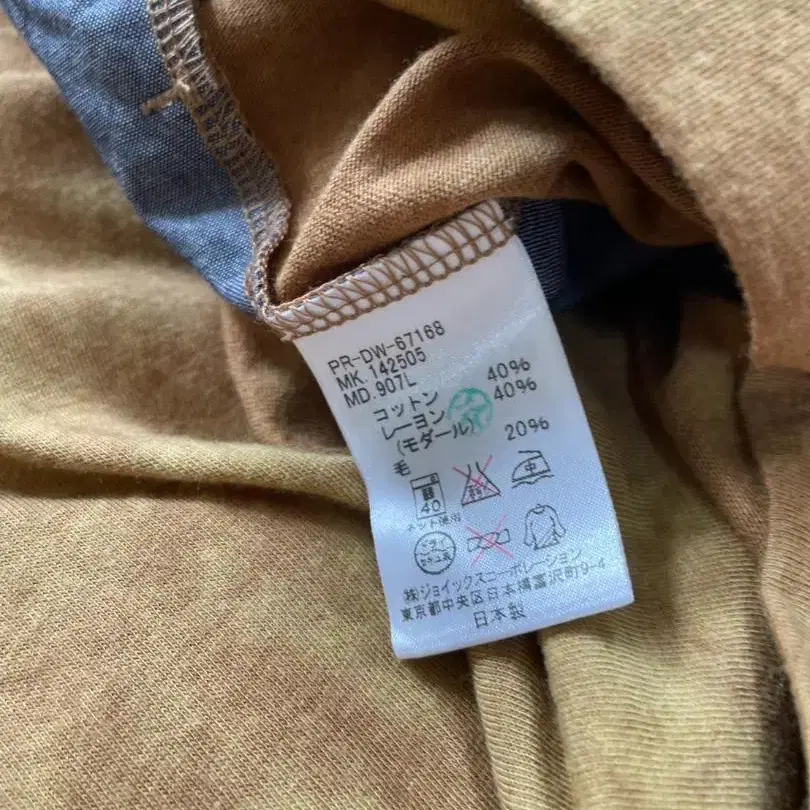 PR-DW-67168
MK.142505
MD.907L
コットン 40%
レーヨン 40%
(モダール)
毛 20%
40 中
ネット使用
ドライ
㈱ジョイックスコーポレーション
東京都中央区日本橋富沢町9-4
日本製